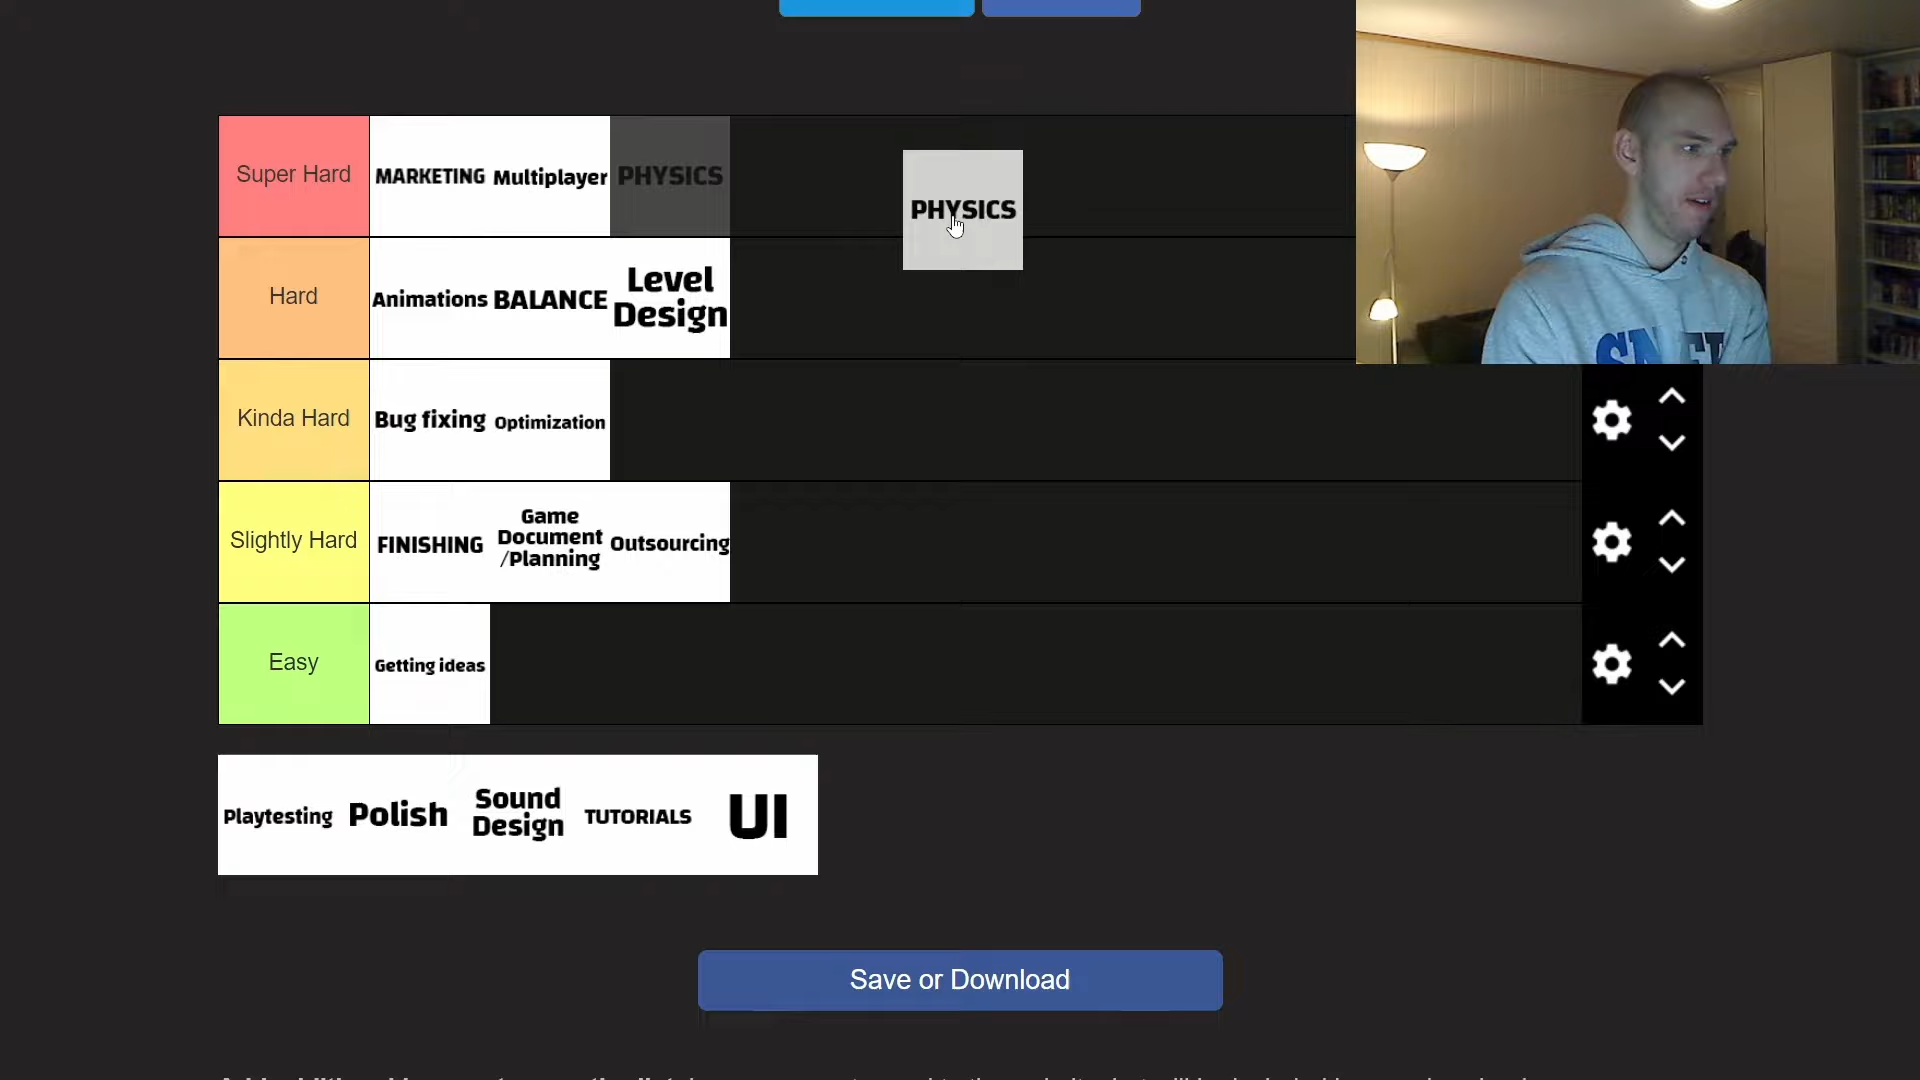 Super Hard
MARKETING
Multiplayer
PHYSICS
PHYSICS
Hard
Animations
BALANCE
Level
Design
Kinda Hard
Bug fixing
Optimization
Slightly Hard
FINISHING
Game
Document
/Planning
Outsourcing
Easy
Getting ideas
Playtesting
Polish
Sound
Design
TUTORIALS
UI
Save or Download